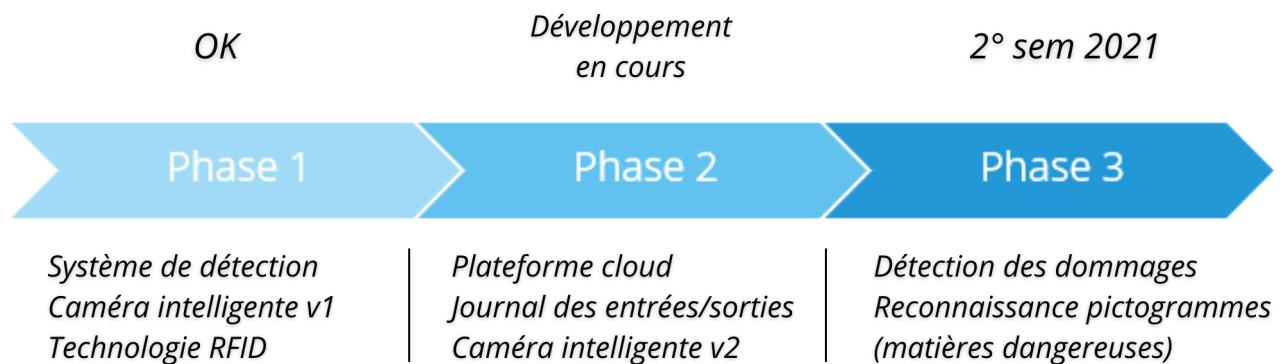 OK
Développement
en cours
2° sem 2021
Phase 1
Phase 2
Phase 3
Système de détection
Caméra intelligente v1
Technologie RFID
Plateforme cloud
Journal des entrées/sorties
Caméra intelligente v2
Détection des dommages
Reconnaissance pictogrammes
(matières dangereuses)